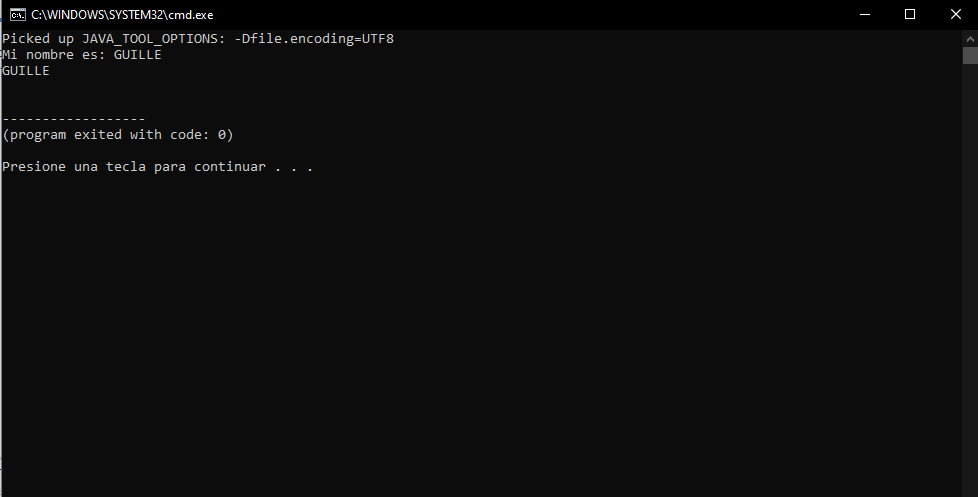 C:\WINDOWS\SYSTEM32\cmd.exe
Picked up JAVA_TOOL_OPTIONS: -Dfile.encoding=UTF8
Mi nombre es: GUILLE
GUILLE
------------------
(program exited with code: 0)
Presione una tecla para continuar . . .